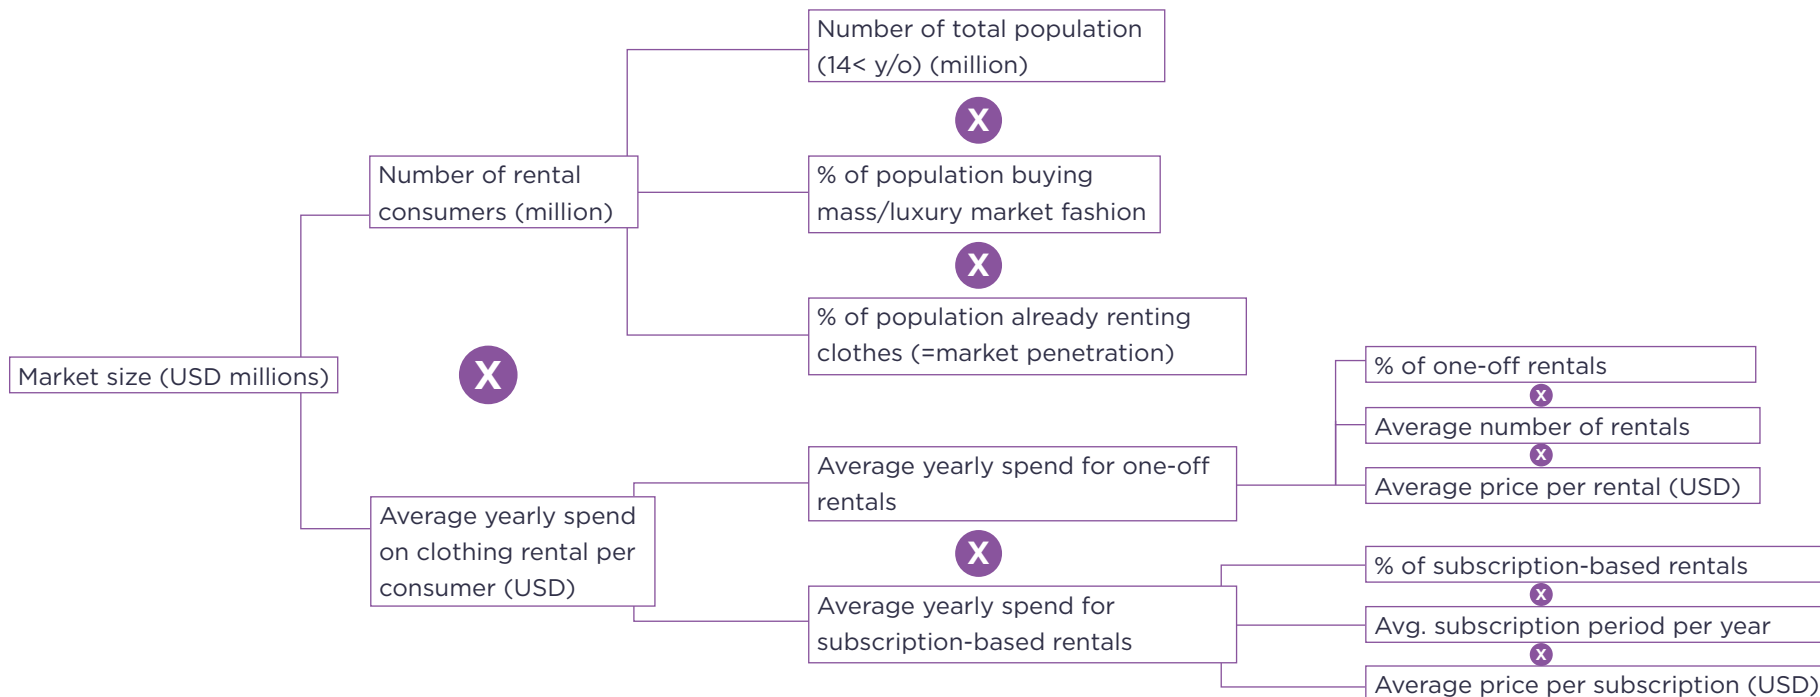 Number of total population
(14< y/o) (million)
X
Number of rental
consumers (million)
% of population buying
mass/luxury market fashion
X
% of population already renting
clothes (=market penetration)
Market size (USD millions)
X
% of one-off rentals
X
Average number of rentals
X
Average price per rental (USD)
Average yearly spend for one-off
rentals
Average yearly spend
on clothing rental per
consumer (USD)
X
% of subscription-based rentals
X
Avg. subscription period per year
X
Average price per subscription (USD)
Average yearly spend for
subscription-based rentals